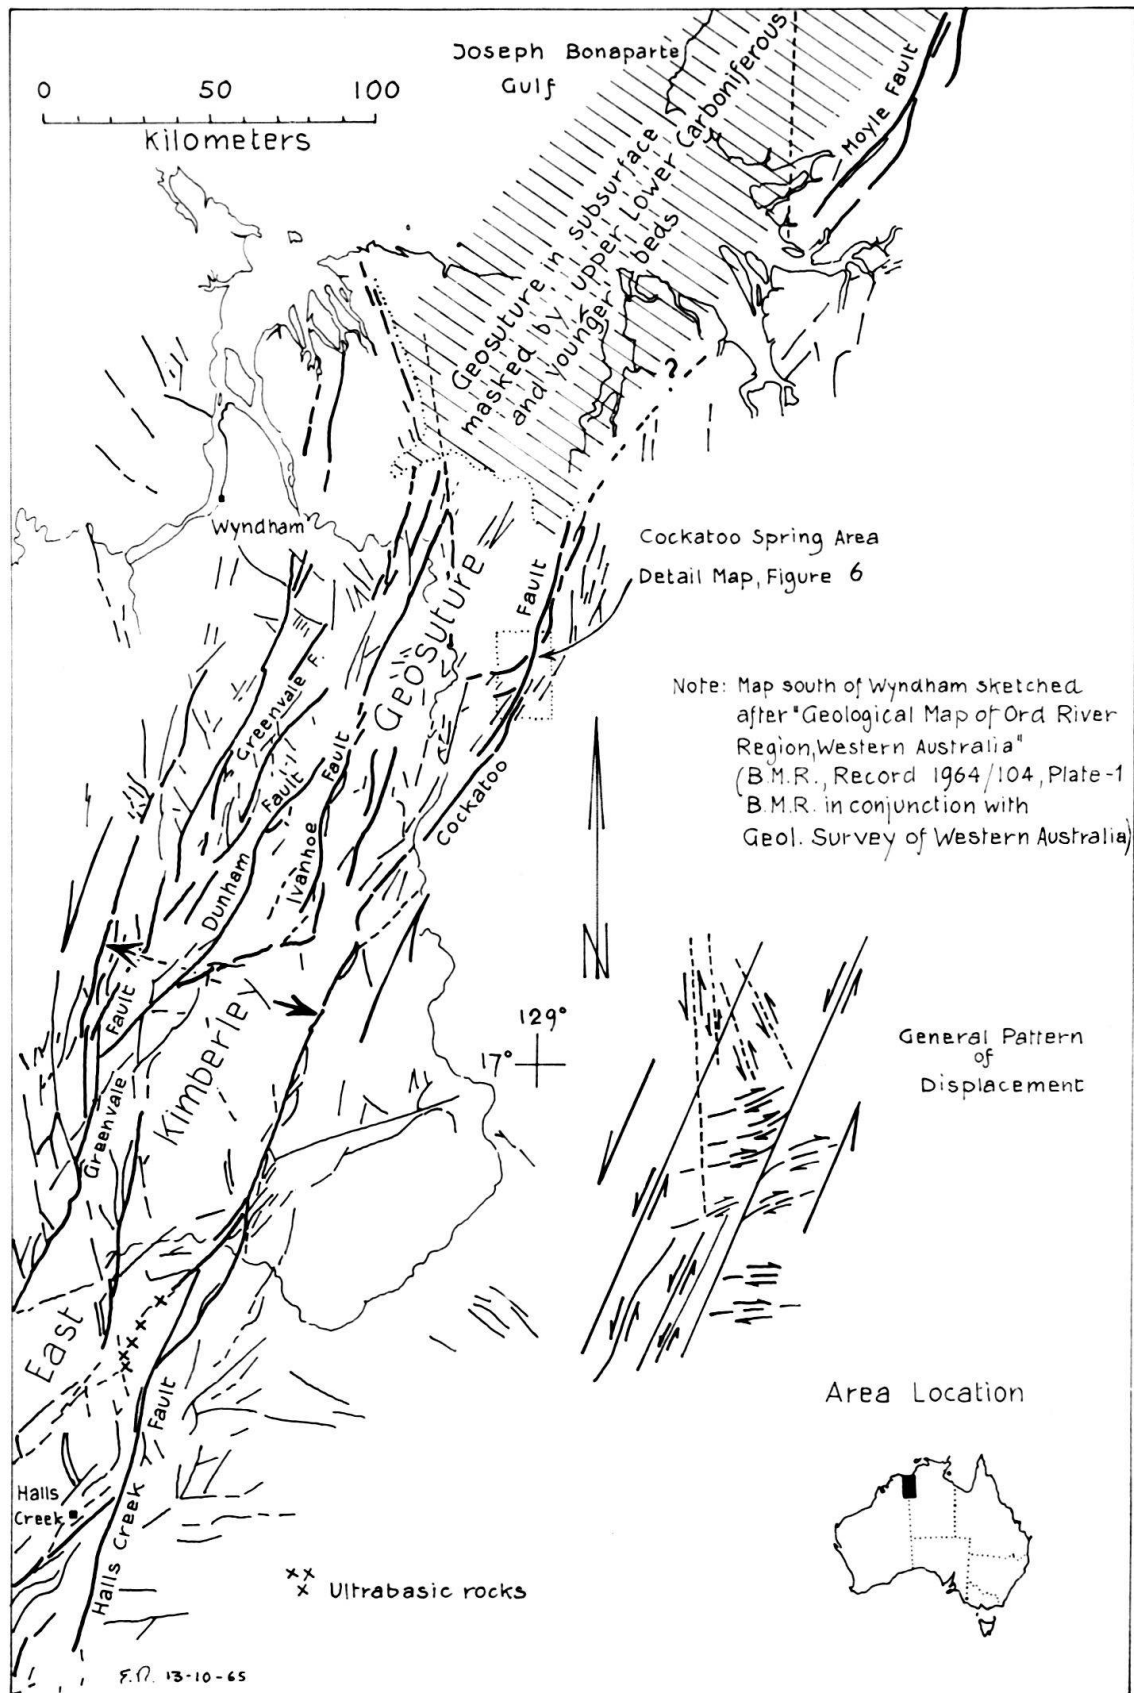 Joseph Bonaparte
Gulf
0 50 100
Kilometers
Moyle Fault
Geosuture in subsurface
masked by upper Lower Carboniferous
and younger beds
?
Wyndham
Cockatoo Spring Area
Detail Map, Figure 6
Fault
Cockatoo
Geosuture
Greenvale F.
Fault
Dunham
Fault
Ivanhoe
Note: Map south of Wyndham sketched
after "Geological Map of Ord River
Region, Western Australia"
(B.M.R., Record 1964/104, Plate-1
B.M.R. in conjunction with
Geol. Survey of Western Australia)
N
129°
17°
General Pattern
of
Displacement
Fault
Greenvale
Kimberley
East
Fault
Halls Creek
Halls
Creek
Area Location
xx
x Ultrabasic rocks
F.R. 13-10-65